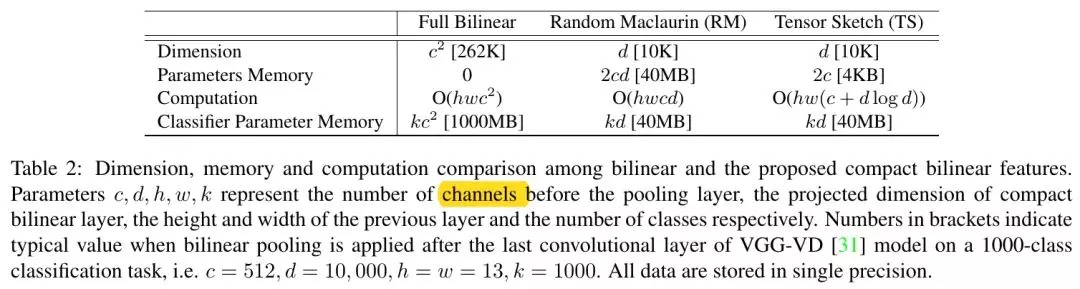 Full Bilinear Random Maclaurin (RM) Tensor Sketch (TS)
Dimension c² [262K] d [10K] d [10K]
Parameters Memory 0 2cd [40MB] 2c [4KB]
Computation O(hwc²) O(hwcd) O(hw(c + d log d))
Classifier Parameter Memory kc² [1000MB] kd [40MB] kd [40MB]
Table 2: Dimension, memory and computation comparison among bilinear and the proposed compact bilinear features.
Parameters c, d, h, w, k represent the number of channels before the pooling layer, the projected dimension of compact
bilinear layer, the height and width of the previous layer and the number of classes respectively. Numbers in brackets indicate
typical value when bilinear pooling is applied after the last convolutional layer of VGG-VD [31] model on a 1000-class
classification task, i.e. c = 512, d = 10, 000, h = w = 13, k = 1000. All data are stored in single precision.